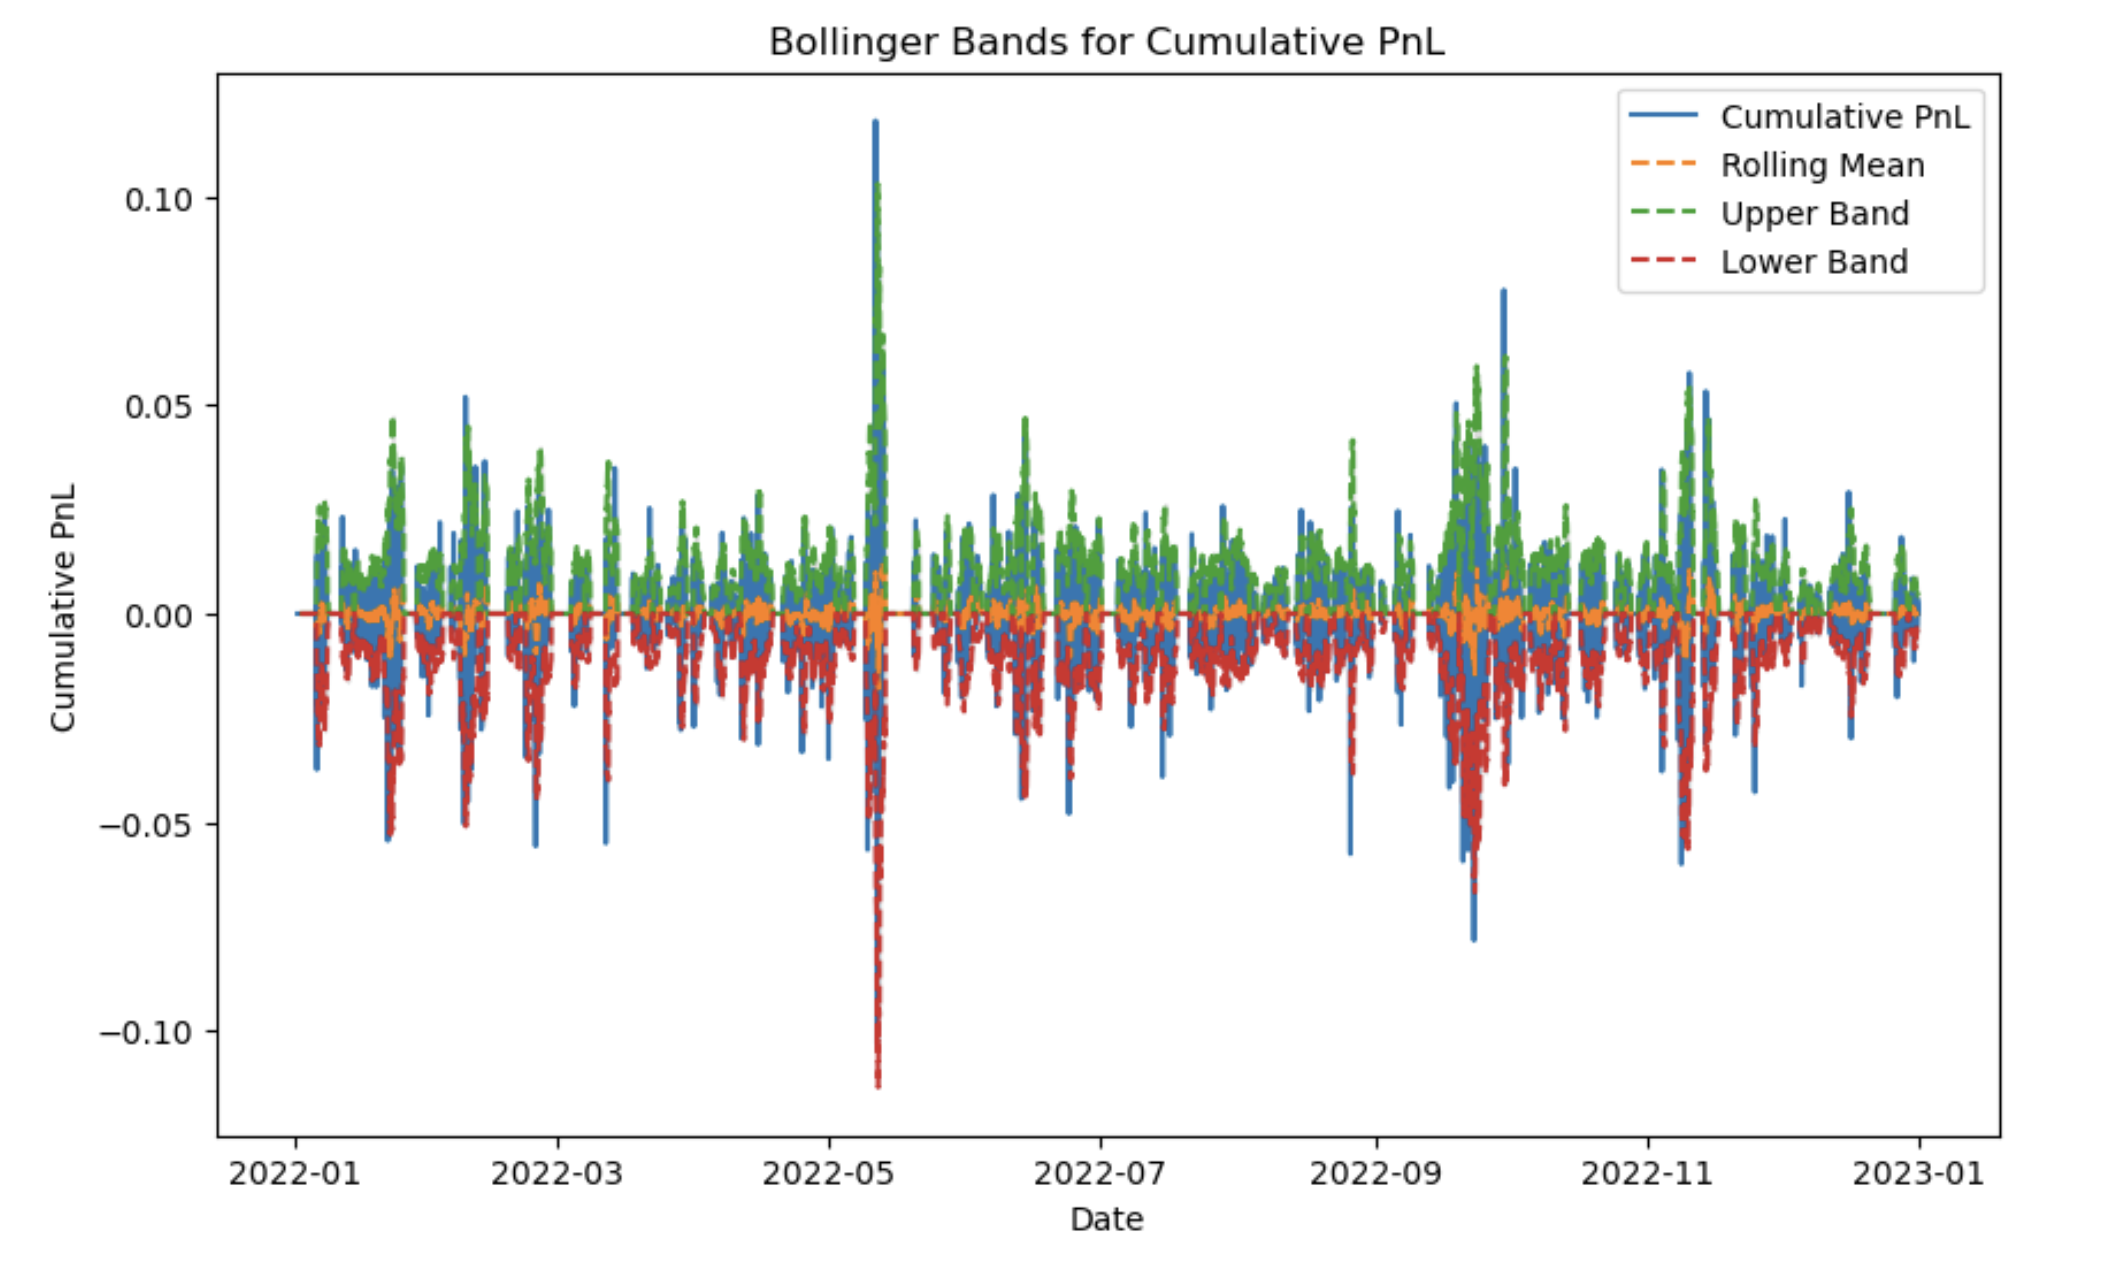 Bollinger Bands for Cumulative PnL
Cumulative PnL
Rolling Mean
Upper Band
Lower Band
Cumulative PnL
0.10
0.05
0.00
−0.05
−0.10
2022-01 2022-03 2022-05 2022-07 2022-09 2022-11 2023-01
Date